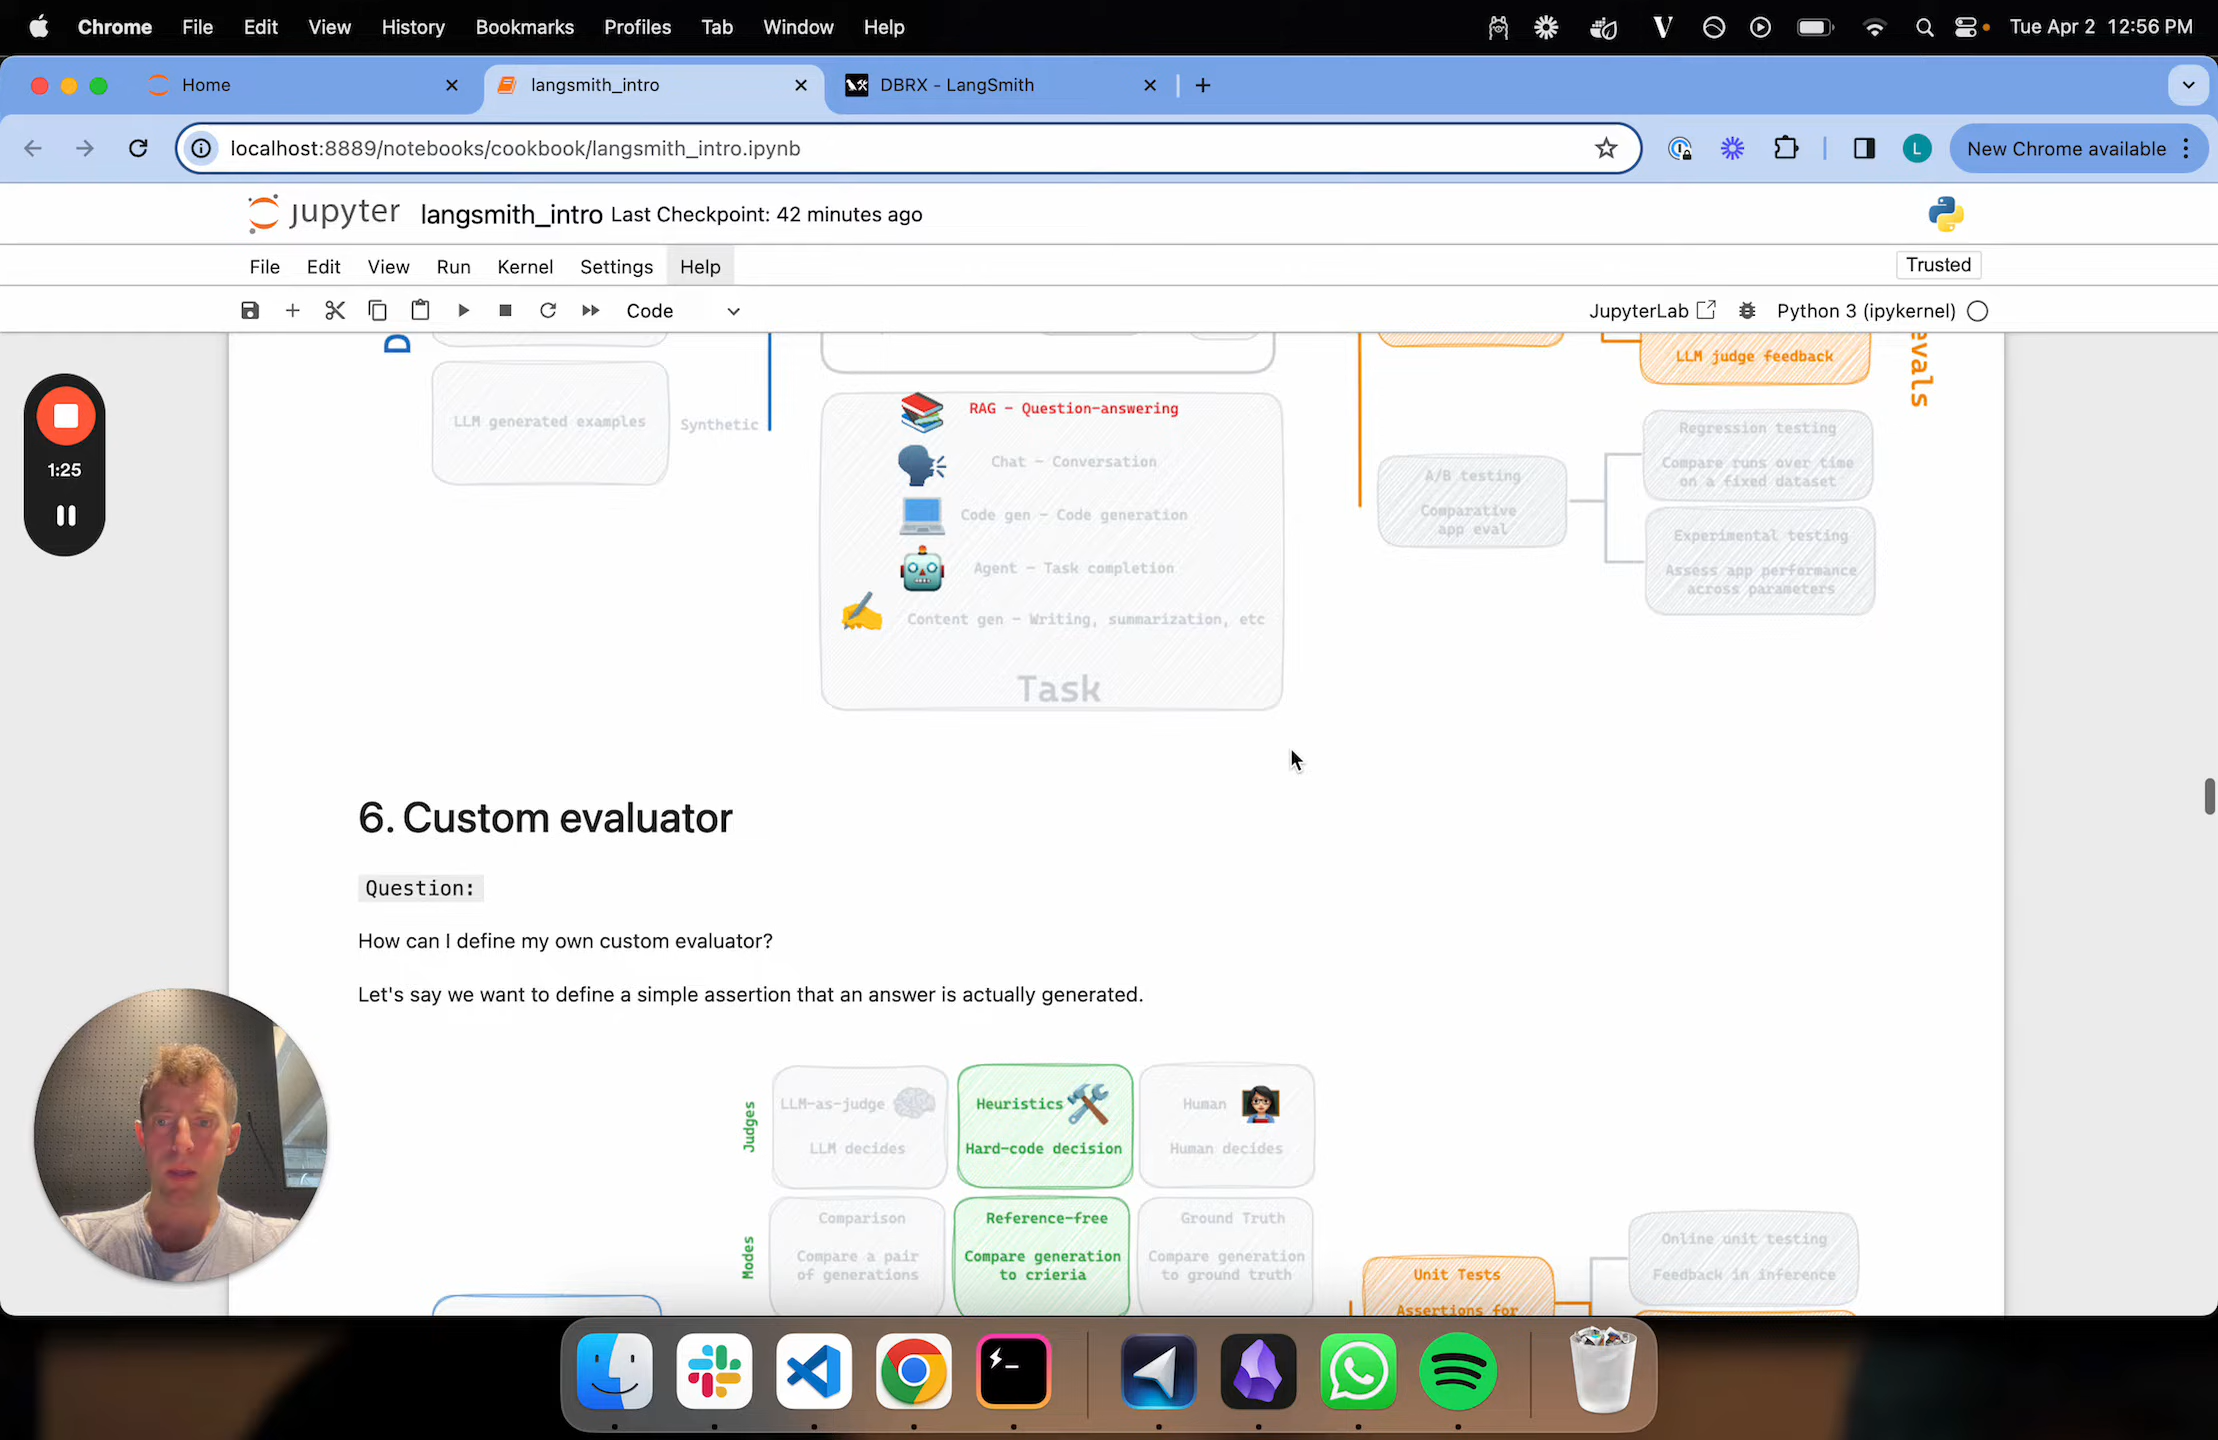 Chrome File Edit View History Bookmarks Profiles Tab Window Help Tue Apr 2 12:56 PM
Home langsmith_intro DBRX - LangSmith
localhost:8889/notebooks/cookbook/langsmith_intro.ipynb L New Chrome available
jupyter langsmith_intro Last Checkpoint: 42 minutes ago
File Edit View Run Kernel Settings Help Trusted
Code JupyterLab Python 3 (ipykernel)
D
evals
LLM judge feedback
LLM generated examples Synthetic
RAG - Question-answering
Chat - Conversation
Code gen - Code generation
Agent - Task completion
Content gen - Writing, summarization, etc
Task
A/B testing
Comparative
app eval
Regression testing
Compare runs over time
on a fixed dataset
Experimental testing
Assess app performance
across parameters
1:25
6. Custom evaluator
Question:
How can I define my own custom evaluator?
Let's say we want to define a simple assertion that an answer is actually generated.
Judges
LLM-as-judge
LLM decides
Heuristics
Hard-code decision
Human
Human decides
Modes
Comparison
Compare a pair
of generations
Reference-free
Compare generation
to crieria
Ground Truth
Compare generation
to ground truth
Unit Tests
Assertions for
Online unit testing
Feedback in inference